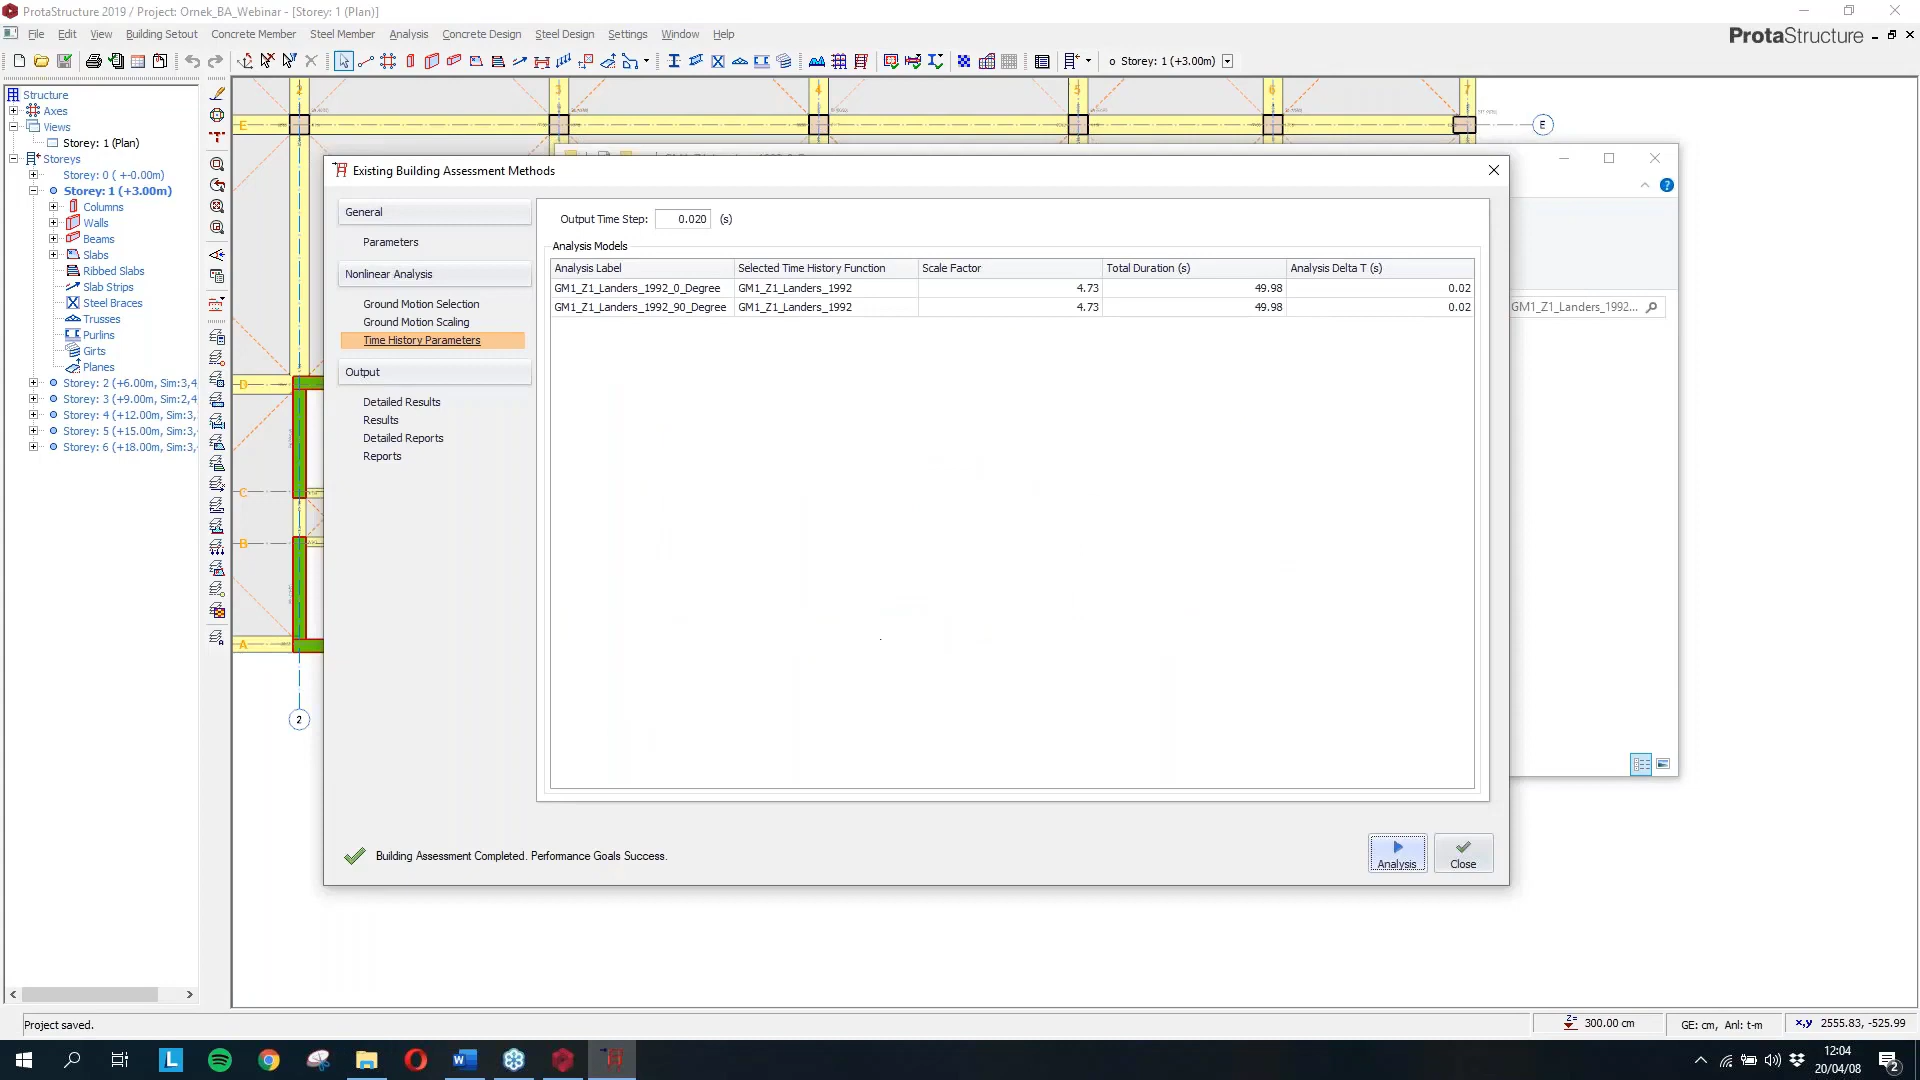 ProtaStructure 2019 / Project: Ornek_BA_Webinar - [Storey: 1 (Plan)]
File Edit View Building Setout Concrete Member Steel Member Analysis Concrete Design Steel Design Settings Window Help
ProtaStructure
Storey: 1 (+3.00m)
Structure
Axes
Views
Storey: 1 (Plan)
Storeys
Storey: 0 ( +-0.00m)
Storey: 1 (+3.00m)
Columns
Walls
Beams
Slabs
Ribbed Slabs
Slab Strips
Steel Braces
Trusses
Purlins
Girts
Planes
Storey: 2 (+6.00m, Sim:3,4
Storey: 3 (+9.00m, Sim:2,4
Storey: 4 (+12.00m, Sim:3,
Storey: 5 (+15.00m, Sim:3,
Storey: 6 (+18.00m, Sim:3,
2 3 4 5 6 7
E
E
D
C
B
A
2
Existing Building Assessment Methods
General
Parameters
Nonlinear Analysis
Ground Motion Selection
Ground Motion Scaling
Time History Parameters
Output
Detailed Results
Results
Detailed Reports
Reports
Output Time Step: 0.020 (s)
Analysis Models
Analysis Label Selected Time History Function Scale Factor Total Duration (s) Analysis Delta T (s)
GM1_Z1_Landers_1992_0_Degree GM1_Z1_Landers_1992 4.73 49.98 0.02
GM1_Z1_Landers_1992_90_Degree GM1_Z1_Landers_1992 4.73 49.98 0.02
GM1_Z1_Landers_1992...
Building Assessment Completed. Performance Goals Success.
Analysis
Close
Project saved.
Z= 300.00 cm
GE: cm, Anl: t-m
x,y 2555.83, -525.99
12:04
20/04/08
2